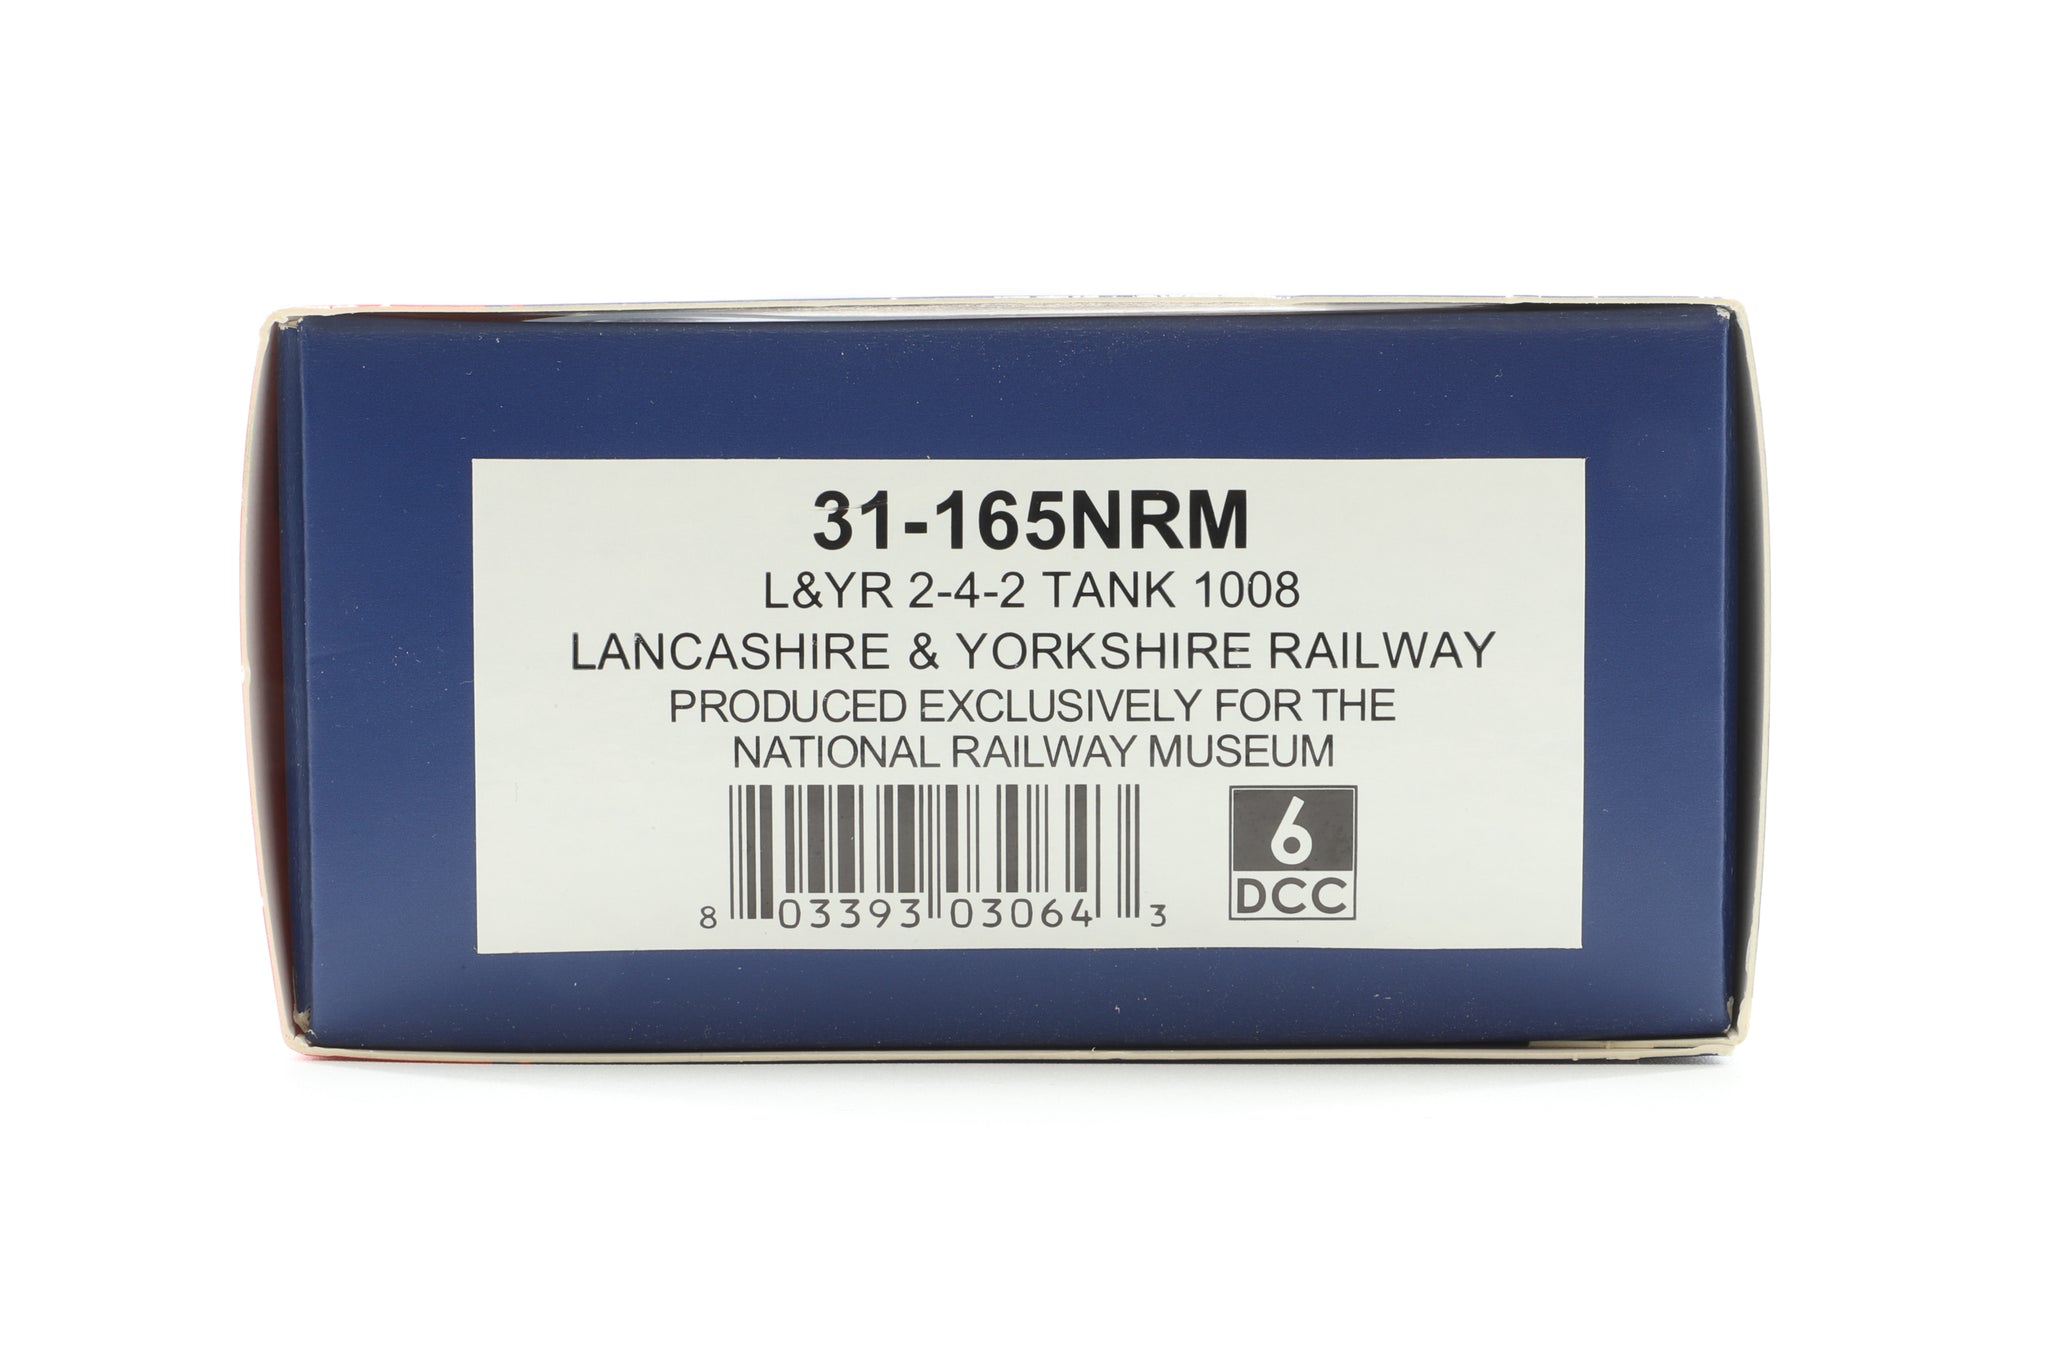 31-165NRM
L&YR 2-4-2 TANK 1008
LANCASHIRE & YORKSHIRE RAILWAY
PRODUCED EXCLUSIVELY FOR THE
NATIONAL RAILWAY MUSEUM
8 03393 03064 3
6
DCC